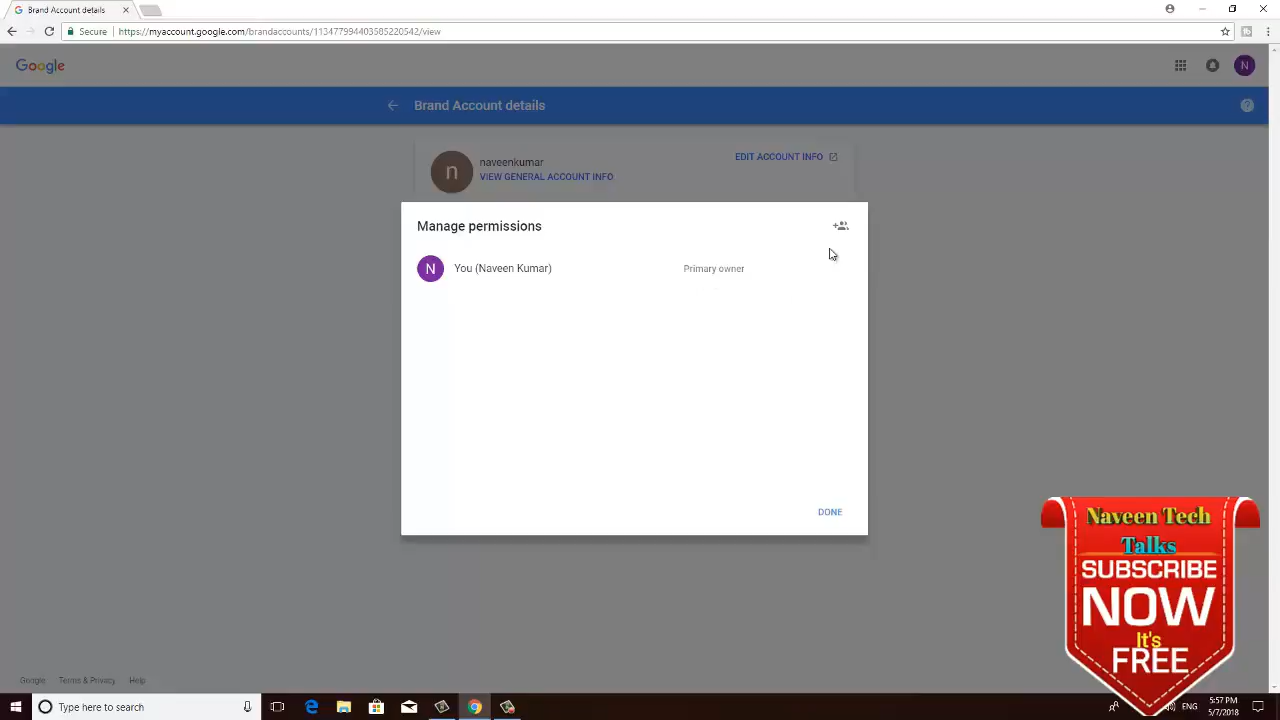 Brand Account details
Secure
https://myaccount.google.com/brandaccounts/113477994403585220542/view
Google
N
Brand Account details
n
naveenkumar
VIEW GENERAL ACCOUNT INFO
EDIT ACCOUNT INFO
Manage permissions
N
You (Naveen Kumar)
Primary owner
DONE
Naveen Tech
Talks
SUBSCRIBE
NOW
It's
FREE
Google
Terms & Privacy
Help
Type here to search
ENG
5:57 PM
5/7/2018